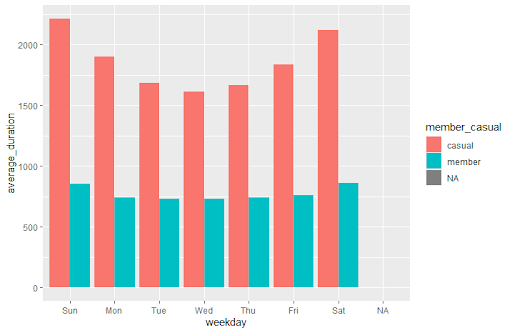 2000
1500
1000
500
0
average_duration
Sun Mon Tue Wed Thu Fri Sat NA
weekday
member_casual
casual
member
NA